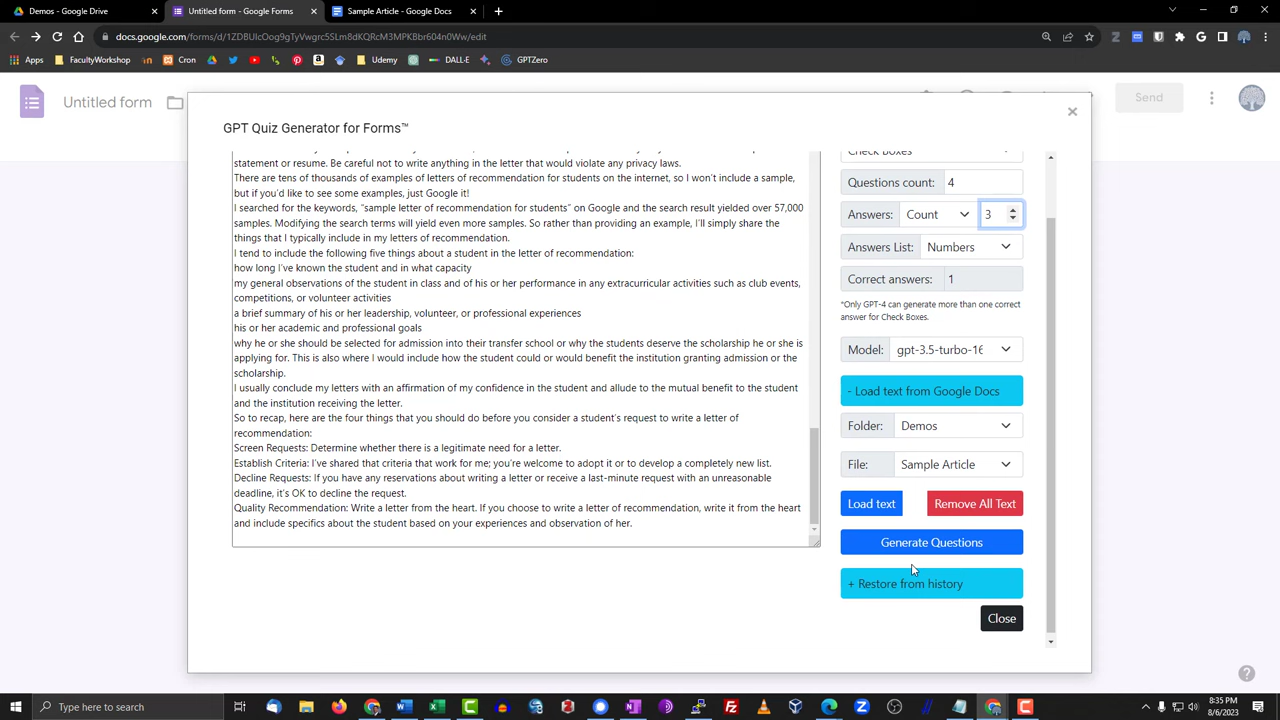 Demos - Google Drive
Untitled form - Google Forms
Sample Article - Google Docs
docs.google.com/forms/d/1ZDBUIcOog9gTyVwgrc5SLm8dKQRcM3MPKBbr604n0Ww/edit
Apps
FacultyWorkshop
Cron
Udemy
DALL-E
GPTZero
Untitled form
Send
GPT Quiz Generator for Forms™
statement or resume. Be careful not to write anything in the letter that would violate any privacy laws.
There are tens of thousands of examples of letters of recommendation for students on the internet, so I won't include a sample,
but if you'd like to see some examples, just Google it!
I searched for the keywords, "sample letter of recommendation for students" on Google and the search result yielded over 57,000
samples. Modifying the search terms will yield even more samples. So rather than providing an example, I'll simply share the
things that I typically include in my letters of recommendation.
I tend to include the following five things about a student in the letter of recommendation:
how long I've known the student and in what capacity
my general observations of the student in class and of his or her performance in any extracurricular activities such as club events,
competitions, or volunteer activities
a brief summary of his or her leadership, volunteer, or professional experiences
his or her academic and professional goals
why he or she should be selected for admission into their transfer school or why the students deserve the scholarship he or she is
applying for. This is also where I would include how the student could or would benefit the institution granting admission or the
scholarship.
I usually conclude my letters with an affirmation of my confidence in the student and allude to the mutual benefit to the student
and the institution receiving the letter.
So to recap, here are the four things that you should do before you consider a student's request to write a letter of
recommendation:
Screen Requests: Determine whether there is a legitimate need for a letter.
Establish Criteria: I've shared that criteria that work for me; you're welcome to adopt it or to develop a completely new list.
Decline Requests: If you have any reservations about writing a letter or receive a last-minute request with an unreasonable
deadline, it's OK to decline the request.
Quality Recommendation: Write a letter from the heart. If you choose to write a letter of recommendation, write it from the heart
and include specifics about the student based on your experiences and observation of her.
Check Boxes
Questions count: 4
Answers: Count 3
Answers List: Numbers
Correct answers: 1
*Only GPT-4 can generate more than one correct
answer for Check Boxes.
Model: gpt-3.5-turbo-16
- Load text from Google Docs
Folder: Demos
File: Sample Article
Load text
Remove All Text
Generate Questions
+ Restore from history
Close
Type here to search
8:35 PM
8/6/2023